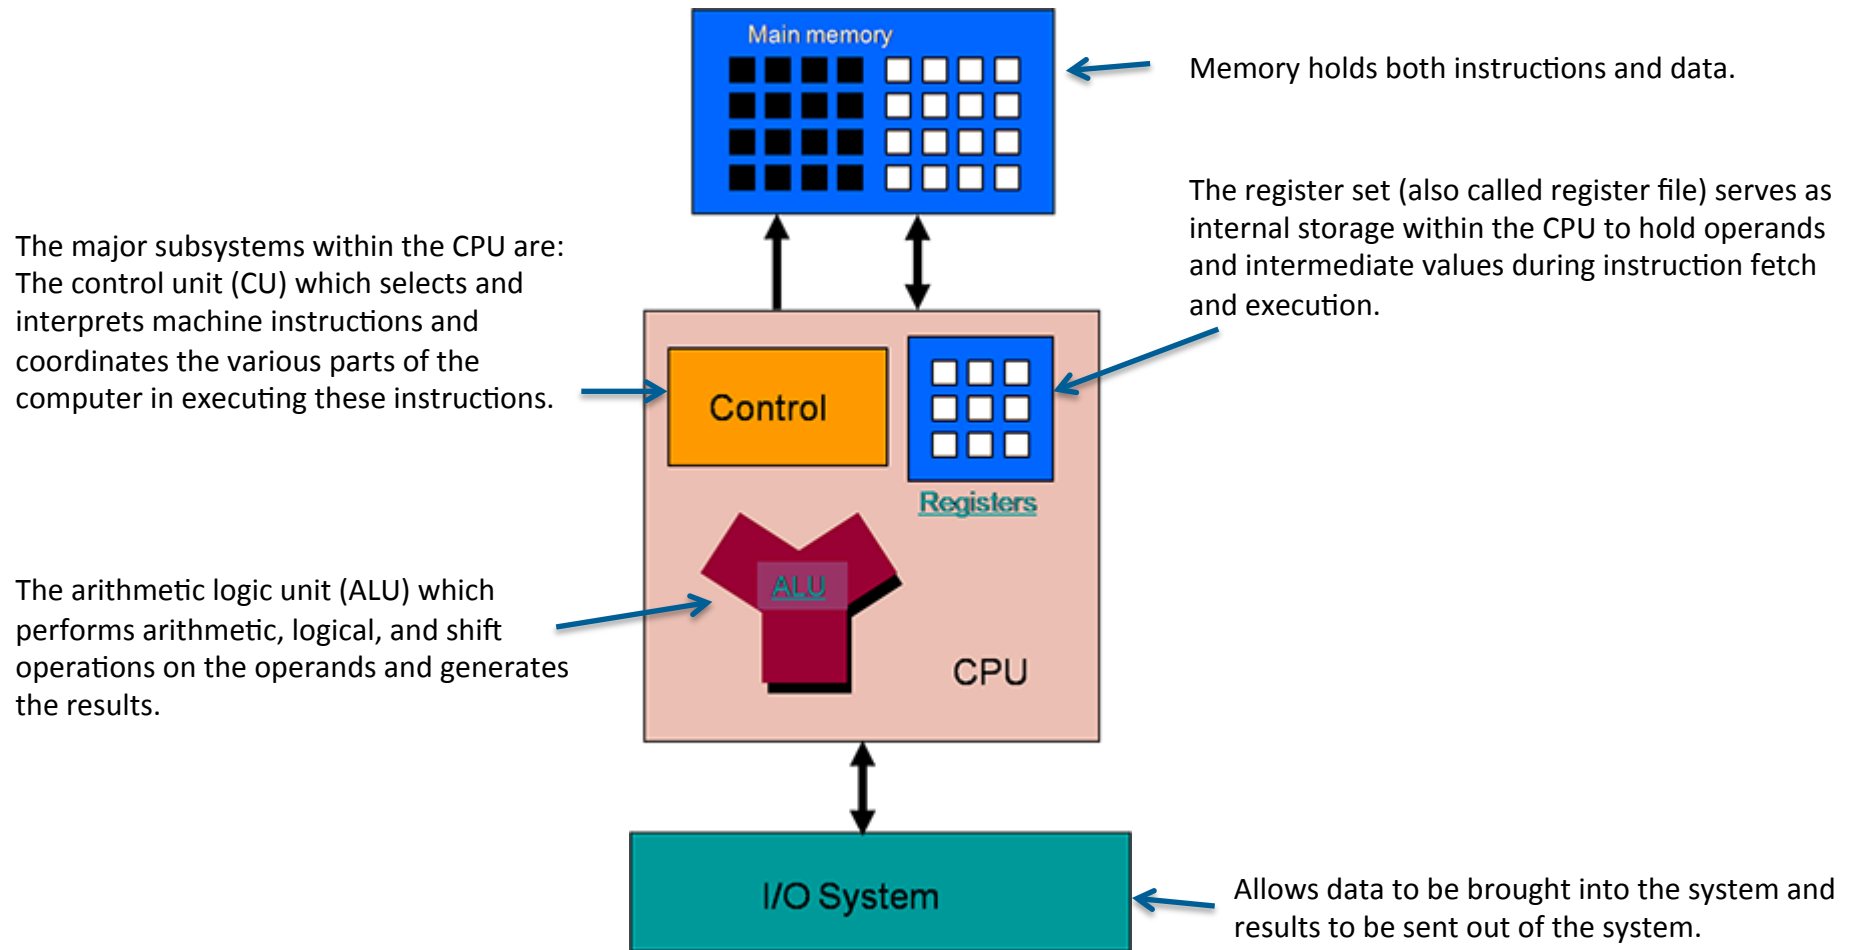 Main memory
Memory holds both instructions and data.
The register set (also called register file) serves as
internal storage within the CPU to hold operands
and intermediate values during instruction fetch
and execution.
The major subsystems within the CPU are:
The control unit (CU) which selects and
interprets machine instructions and
coordinates the various parts of the
computer in executing these instructions.
Control
Registers
The arithmetic logic unit (ALU) which
performs arithmetic, logical, and shift
operations on the operands and generates
the results.
ALU
CPU
I/O System
Allows data to be brought into the system and
results to be sent out of the system.